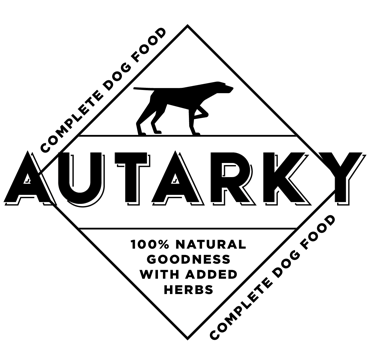 COMPLETE DOG FOOD
AUTARKY
100% NATURAL
GOODNESS
WITH ADDED
HERBS
COMPLETE DOG FOOD